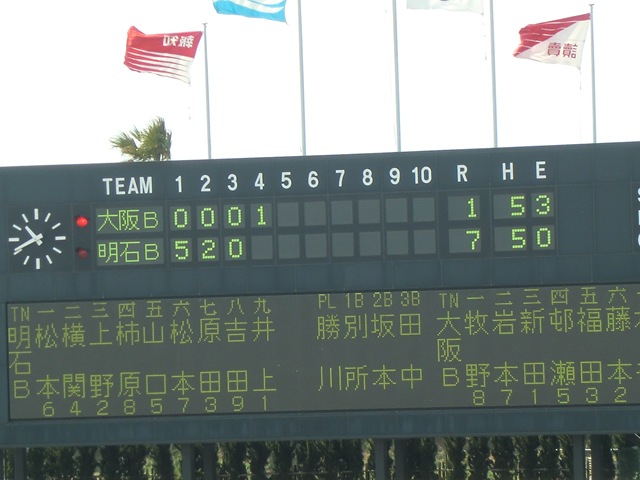 TEAM 1 2 3 4 5 6 7 8 9 10 R H E
大阪B 0 0 0 1 1 5 3
明石B 5 2 0 7 5 0
TN 明石B
一 松本 6
二 横関 4
三 上野 2
四 柿原 8
五 山口 5
六 松本 7
七 原田 3
八 吉田 9
九 井上 1
PL 勝川
1B 別所
2B 坂本
3B 田中
TN 大阪B
一 牧野 8
二 岩本 7
三 新田 1
四 邨瀬 5
五 福田 3
六 藤本 2